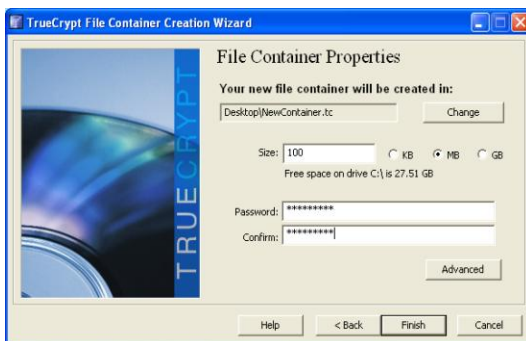 TrueCrypt File Container Creation Wizard
TRUECRYPT
File Container Properties
Your new file container will be created in:
Desktop\NewContainer.tc
Change
Size: 100 KB MB GB
Free space on drive C:\ is 27.51 GB
Password: *********
Confirm: *********
Advanced
Help < Back Finish Cancel